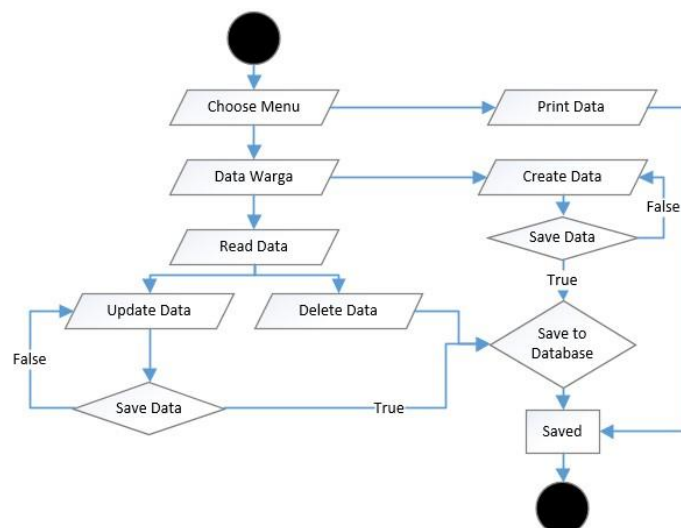 Choose Menu
Print Data
Data Warga
Create Data
False
Read Data
Save Data
True
Update Data
Delete Data
Save to
Database
False
Save Data
True
Saved